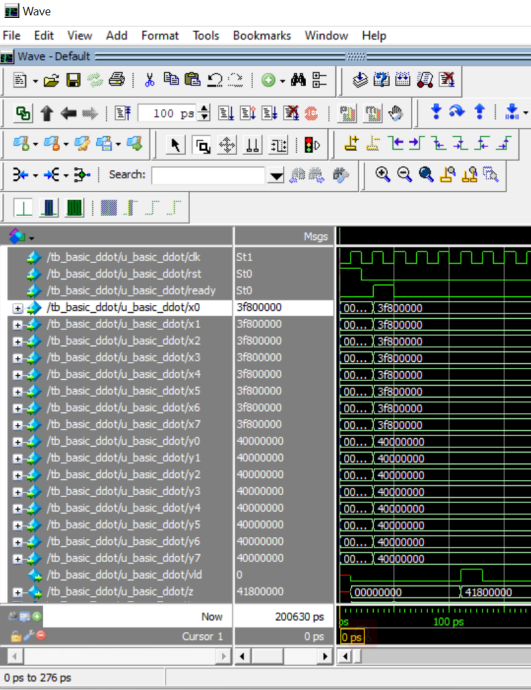 Wave
File Edit View Add Format Tools Bookmarks Window Help
Wave - Default
100 ps
Search:
Msgs
/tb_basic_ddot/u_basic_ddot/clk St1
/tb_basic_ddot/u_basic_ddot/rst St0
/tb_basic_ddot/u_basic_ddot/ready St0
/tb_basic_ddot/u_basic_ddot/x0 3f800000 00... 3f800000
/tb_basic_ddot/u_basic_ddot/x1 3f800000 00... 3f800000
/tb_basic_ddot/u_basic_ddot/x2 3f800000 00... 3f800000
/tb_basic_ddot/u_basic_ddot/x3 3f800000 00... 3f800000
/tb_basic_ddot/u_basic_ddot/x4 3f800000 00... 3f800000
/tb_basic_ddot/u_basic_ddot/x5 3f800000 00... 3f800000
/tb_basic_ddot/u_basic_ddot/x6 3f800000 00... 3f800000
/tb_basic_ddot/u_basic_ddot/x7 3f800000 00... 3f800000
/tb_basic_ddot/u_basic_ddot/y0 40000000 00... 40000000
/tb_basic_ddot/u_basic_ddot/y1 40000000 00... 40000000
/tb_basic_ddot/u_basic_ddot/y2 40000000 00... 40000000
/tb_basic_ddot/u_basic_ddot/y3 40000000 00... 40000000
/tb_basic_ddot/u_basic_ddot/y4 40000000 00... 40000000
/tb_basic_ddot/u_basic_ddot/y5 40000000 00... 40000000
/tb_basic_ddot/u_basic_ddot/y6 40000000 00... 40000000
/tb_basic_ddot/u_basic_ddot/y7 40000000 00... 40000000
/tb_basic_ddot/u_basic_ddot/vld 0
/tb_basic_ddot/u_basic_ddot/z 41800000 00000000 41800000
Now 200630 ps ps 100 ps
Cursor 1 0 ps 0 ps
0 ps to 276 ps